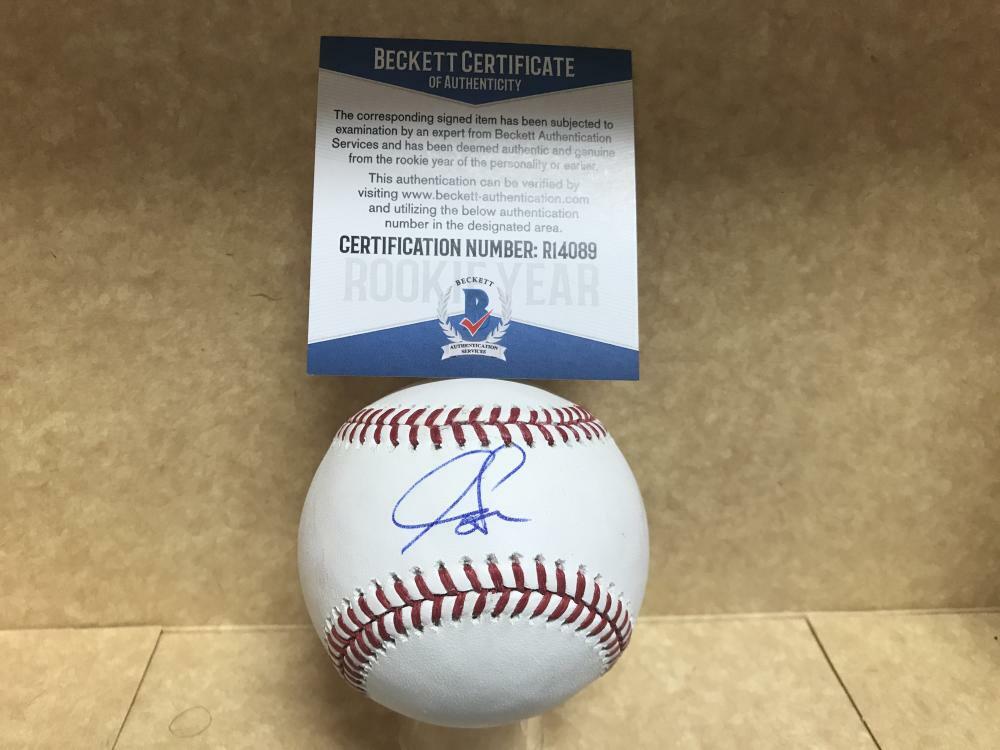 BECKETT CERTIFICATE
OF AUTHENTICITY
The corresponding signed item has been subjected to
examination by an expert from Beckett Authentication
Services and has been deemed authentic and genuine
from the rookie year of the personality or earlier.
This authentication can be verified by
visiting www.beckett-authentication.com
and utilizing the below authentication
number in the designated area.
CERTIFICATION NUMBER: R14089
ROOKIE YEAR
BECKETT
B
AUTHENTICATION
SERVICES